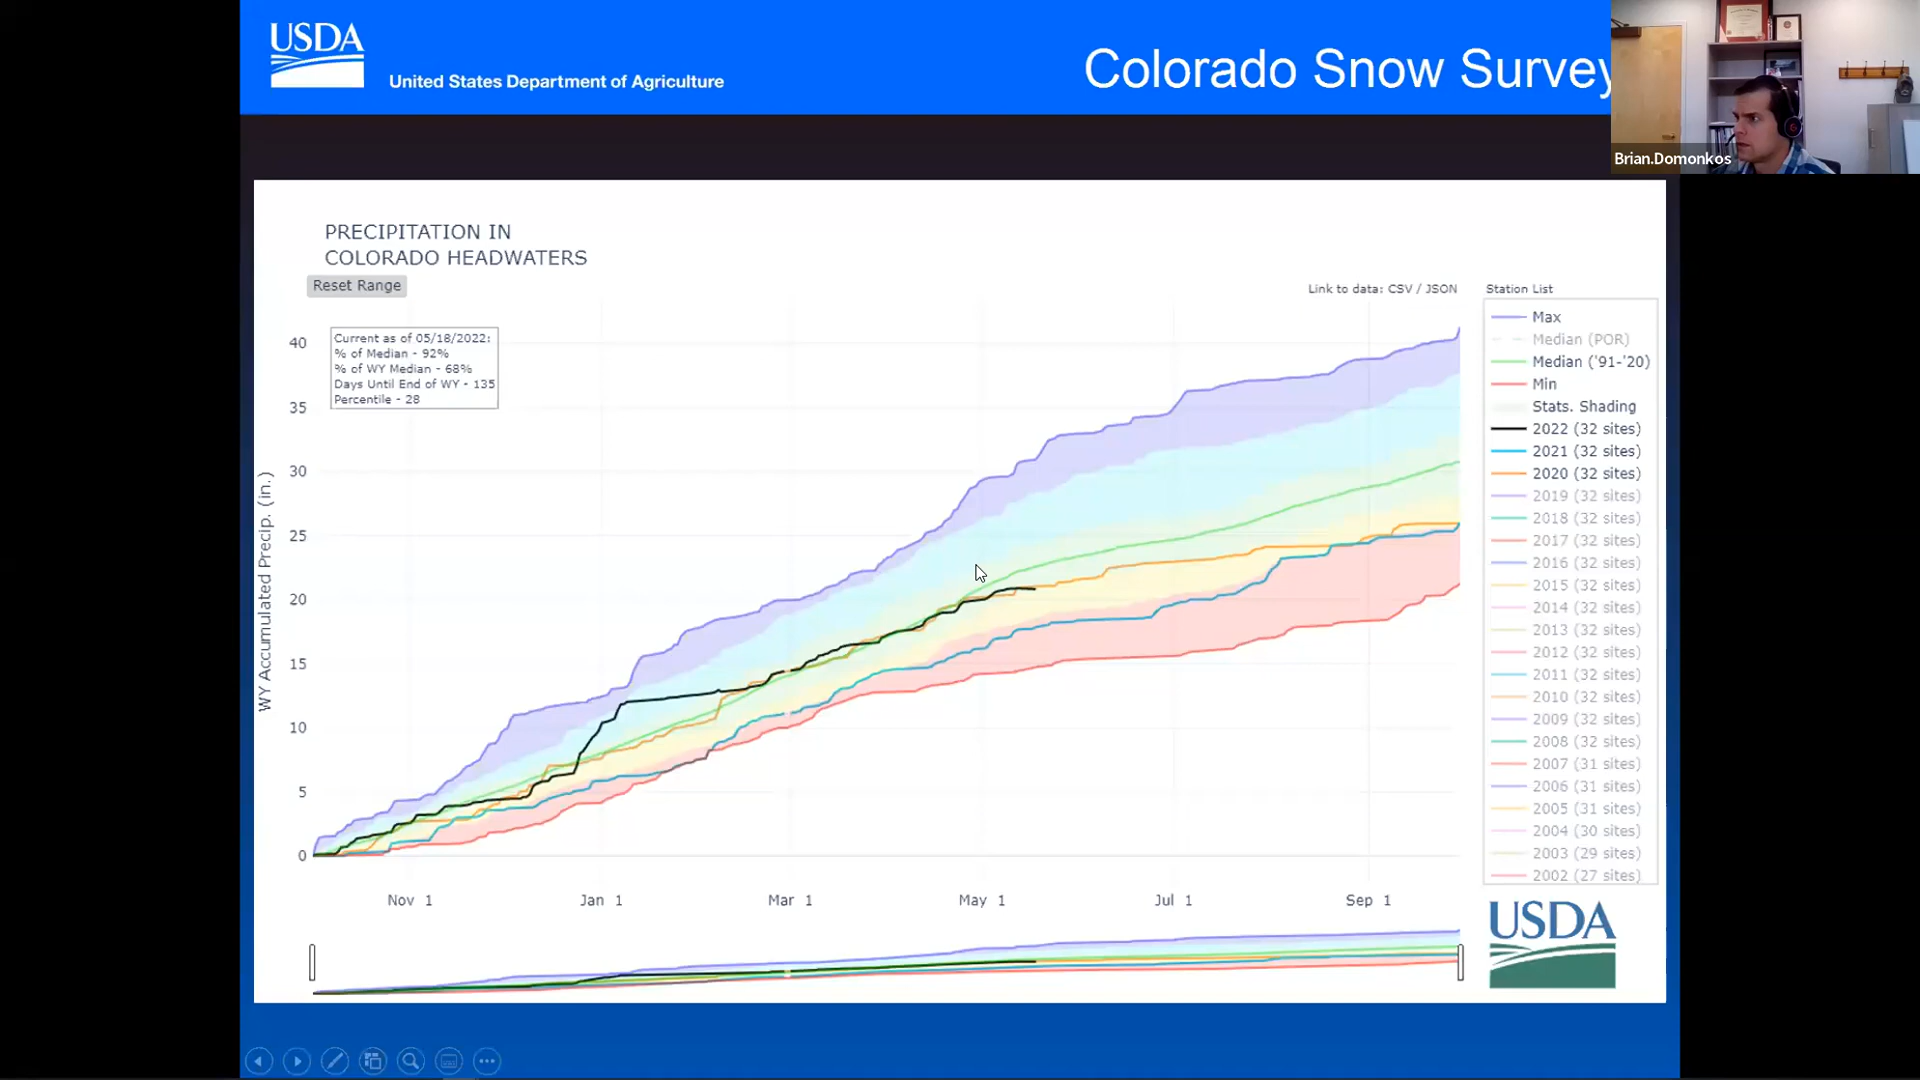 USDA
United States Department of Agriculture
Colorado Snow Survey
Brian.Domonkos
PRECIPITATION IN
COLORADO HEADWATERS
Reset Range
Link to data: CSV / JSON
Station List
Current as of 05/18/2022:
% of Median - 92%
% of WY Median - 68%
Days Until End of WY - 135
Percentile - 28
WY Accumulated Precip. (in.)
40
35
30
25
20
15
10
5
0
Nov 1
Jan 1
Mar 1
May 1
Jul 1
Sep 1
Max
Median (POR)
Median ('91-'20)
Min
Stats. Shading
2022 (32 sites)
2021 (32 sites)
2020 (32 sites)
2019 (32 sites)
2018 (32 sites)
2017 (32 sites)
2016 (32 sites)
2015 (32 sites)
2014 (32 sites)
2013 (32 sites)
2012 (32 sites)
2011 (32 sites)
2010 (32 sites)
2009 (32 sites)
2008 (32 sites)
2007 (31 sites)
2006 (31 sites)
2005 (31 sites)
2004 (30 sites)
2003 (29 sites)
2002 (27 sites)
USDA